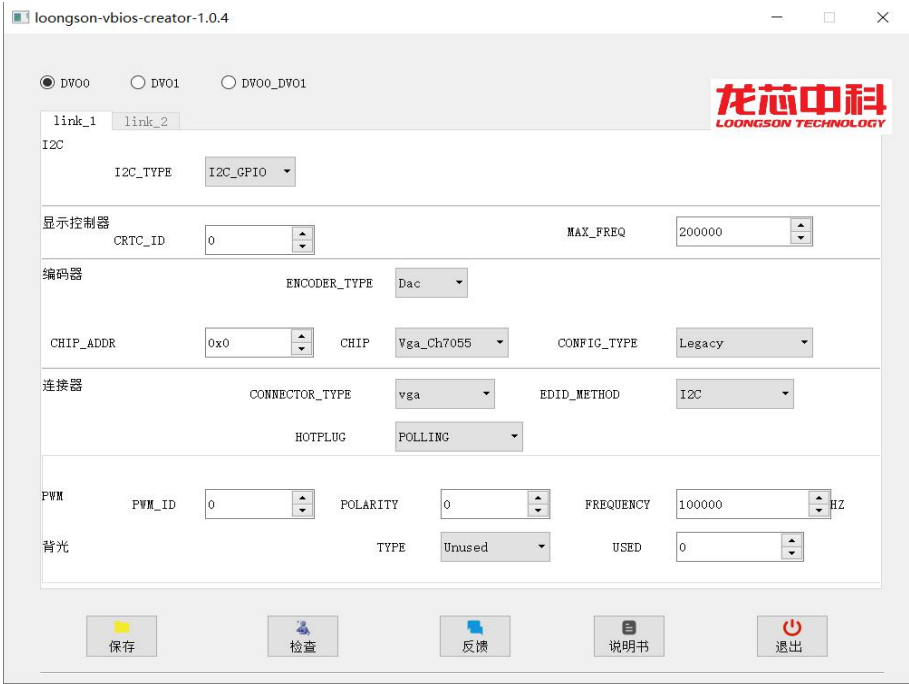 loongson-vbios-creator-1.0.4
DVO0 DVO1 DVO0_DVO1
龙芯中科
LOONGSON TECHNOLOGY
link_1 link_2
I2C
I2C_TYPE I2C_GPIO
显示控制器
CRTC_ID 0 MAX_FREQ 200000
编码器
ENCODER_TYPE Dac
CHIP_ADDR 0x0 CHIP Vga_Ch7055 CONFIG_TYPE Legacy
连接器
CONNECTOR_TYPE vga EDID_METHOD I2C
HOTPLUG POLLING
PWM PWM_ID 0 POLARITY 0 FREQUENCY 100000 HZ
背光 TYPE Unused USED 0
保存 检查 反馈 说明书 退出